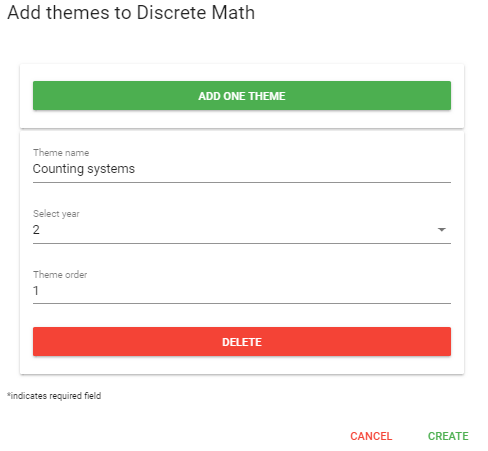 Add themes to Discrete Math
ADD ONE THEME
Theme name
Counting systems
Select year
2
Theme order
1
DELETE
*indicates required field
CANCEL CREATE